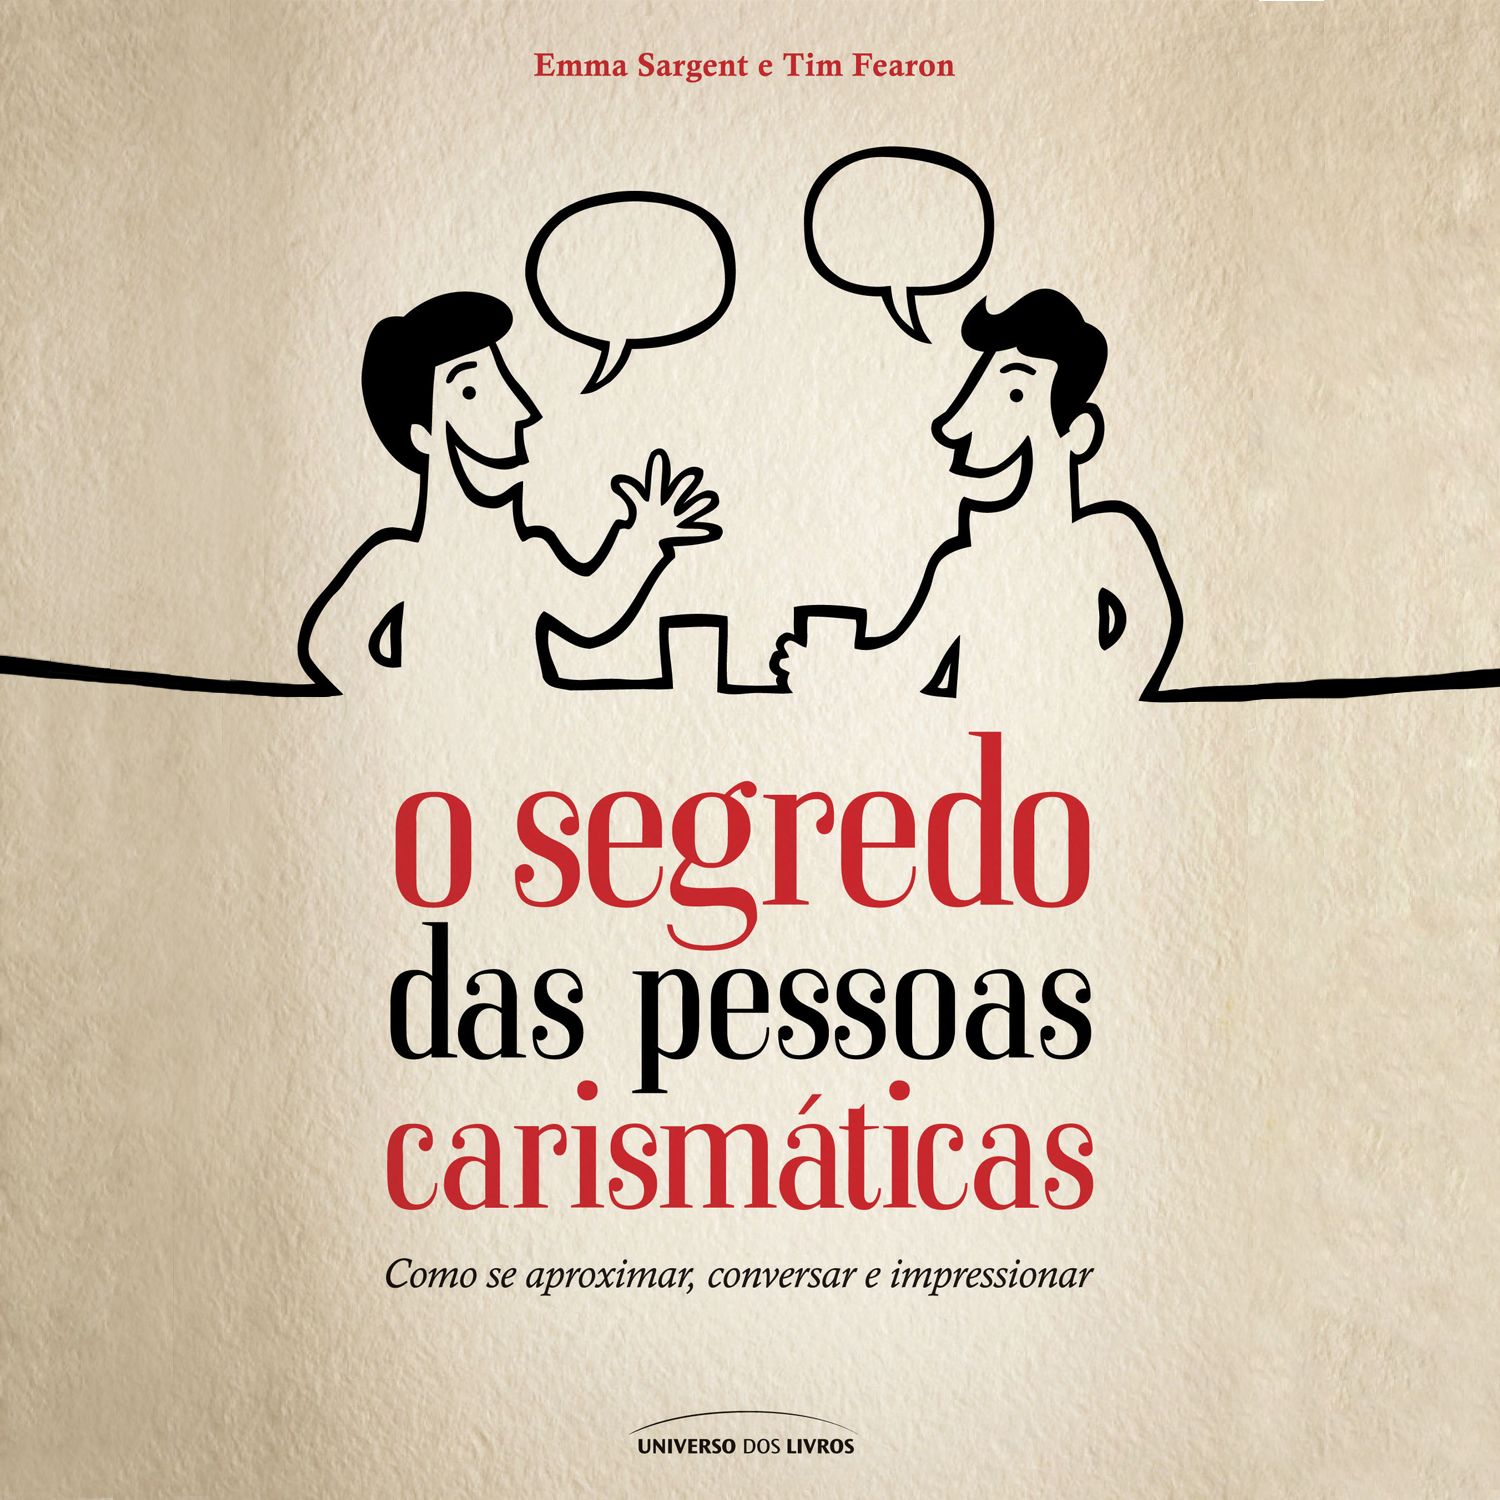 Emma Sargent e Tim Fearon
o segredo
das pessoas
carismáticas
Como se aproximar, conversar e impressionar
UNIVERSO DOS LIVROS